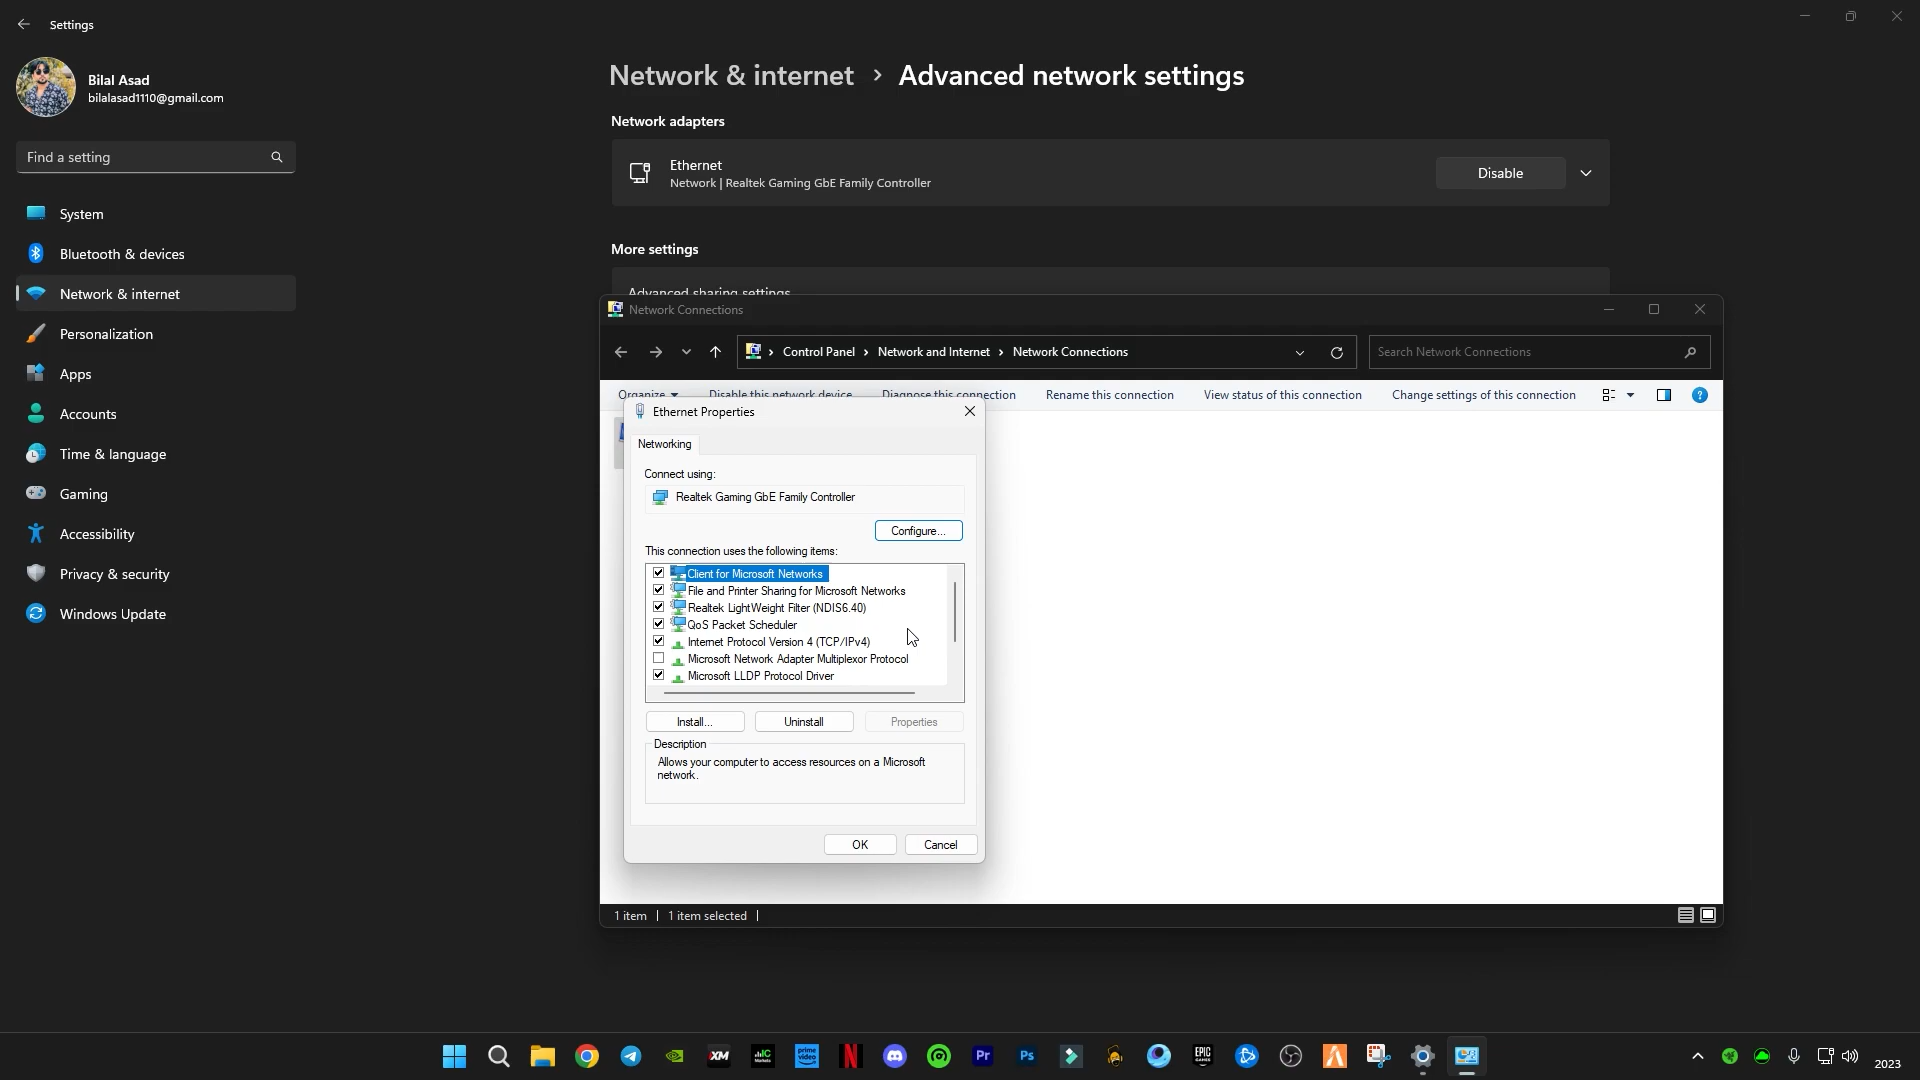 Settings
Bilal Asad
bilalasad1110@gmail.com
Find a setting
System
Bluetooth & devices
Network & internet
Personalization
Apps
Accounts
Time & language
Gaming
Accessibility
Privacy & security
Windows Update
Network & internet › Advanced network settings
Network adapters
Ethernet
Network | Realtek Gaming GbE Family Controller
Disable
More settings
Advanced sharing settings
Network Connections
Control Panel › Network and Internet › Network Connections
Search Network Connections
Organize
Disable this network device
Diagnose this connection
Rename this connection
View status of this connection
Change settings of this connection
Ethernet Properties
Networking
Connect using:
Realtek Gaming GbE Family Controller
Configure...
This connection uses the following items:
Client for Microsoft Networks
File and Printer Sharing for Microsoft Networks
Realtek LightWeight Filter (NDIS6.40)
QoS Packet Scheduler
Internet Protocol Version 4 (TCP/IPv4)
Microsoft Network Adapter Multiplexor Protocol
Microsoft LLDP Protocol Driver
Install...
Uninstall
Properties
Description
Allows your computer to access resources on a Microsoft
network.
OK
Cancel
1 item
1 item selected
XM
prime video
N
Pr
Ps
EPIC GAMES
2023